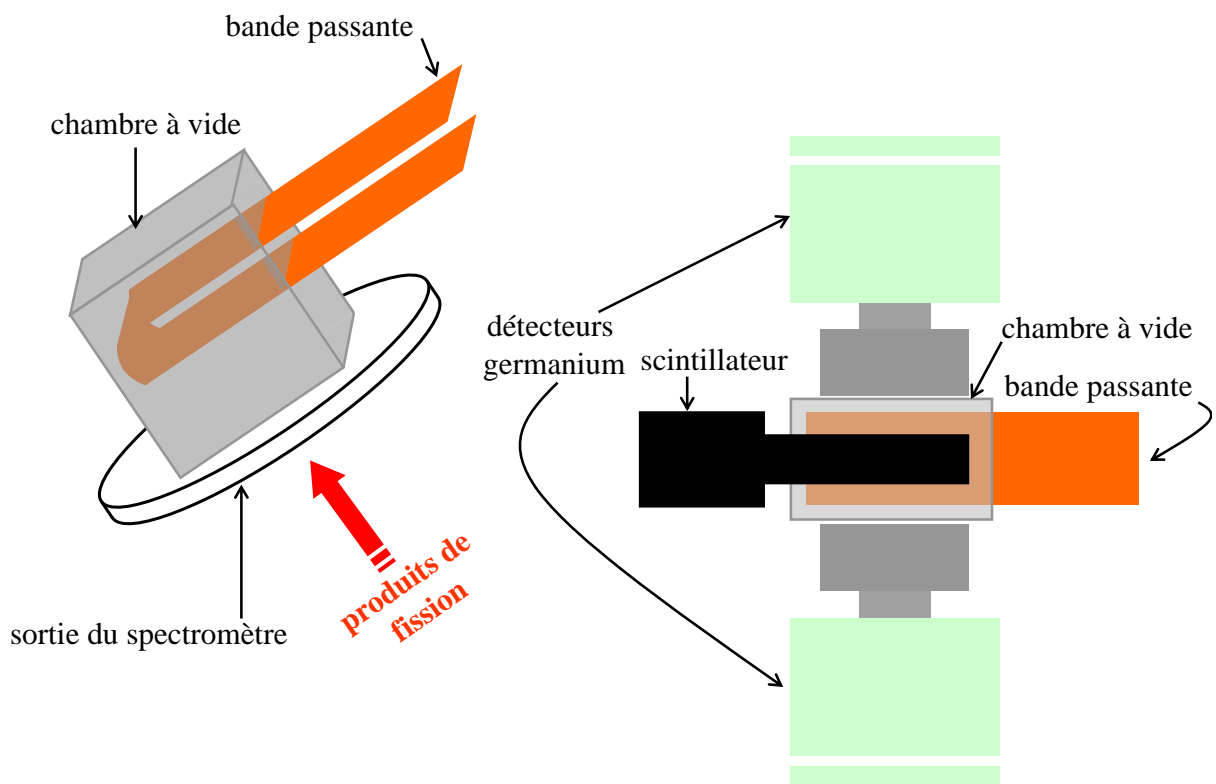 bande passante
chambre à vide
produits de
fission
sortie du spectromètre
détecteurs
germanium
scintillateur
chambre à vide
bande passante